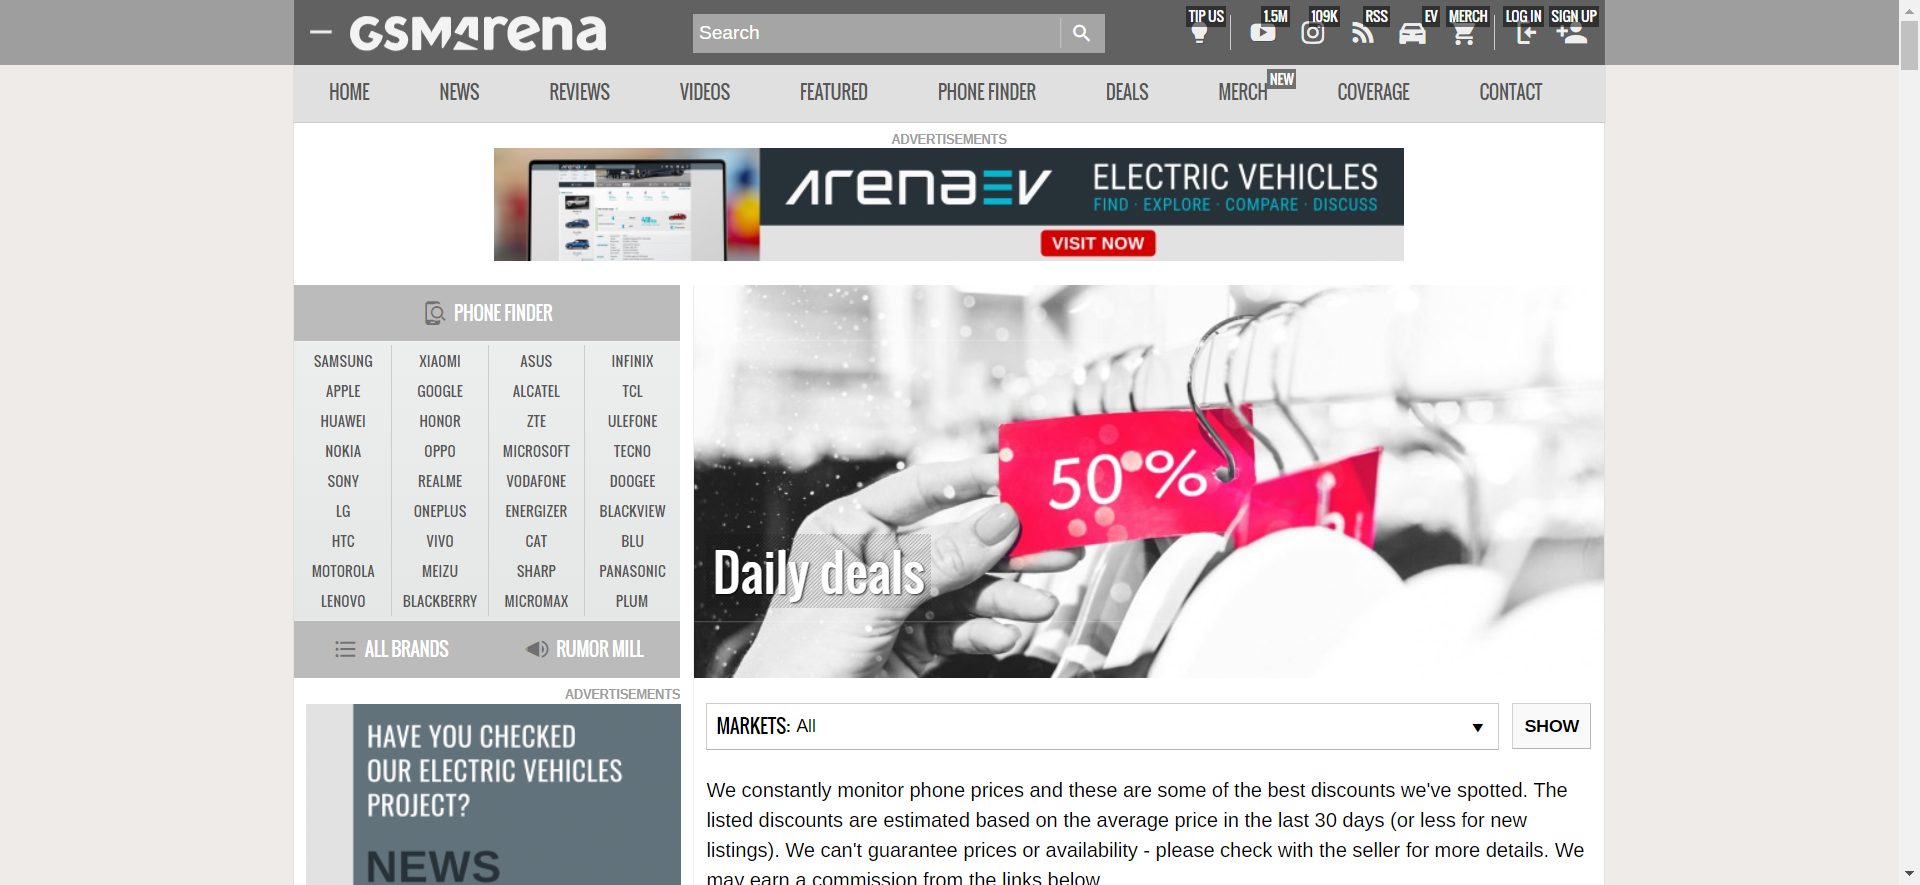 GSMArena
Search
TIP US
1.5M
109K
RSS
EV
MERCH
LOG IN
SIGN UP
HOME
NEWS
REVIEWS
VIDEOS
FEATURED
PHONE FINDER
DEALS
MERCH
NEW
COVERAGE
CONTACT
ADVERTISEMENTS
arenaEV
ELECTRIC VEHICLES
FIND · EXPLORE · COMPARE · DISCUSS
VISIT NOW
PHONE FINDER
SAMSUNG XIAOMI ASUS INFINIX
APPLE GOOGLE ALCATEL TCL
HUAWEI HONOR ZTE ULEFONE
NOKIA OPPO MICROSOFT TECNO
SONY REALME VODAFONE DOOGEE
LG ONEPLUS ENERGIZER BLACKVIEW
HTC VIVO CAT BLU
MOTOROLA MEIZU SHARP PANASONIC
LENOVO BLACKBERRY MICROMAX PLUM
ALL BRANDS
RUMOR MILL
50%
Daily deals
ADVERTISEMENTS
HAVE YOU CHECKED
OUR ELECTRIC VEHICLES
PROJECT?
NEWS
MARKETS: All
SHOW
We constantly monitor phone prices and these are some of the best discounts we've spotted. The
listed discounts are estimated based on the average price in the last 30 days (or less for new
listings). We can't guarantee prices or availability - please check with the seller for more details. We
may earn a commission from the links below